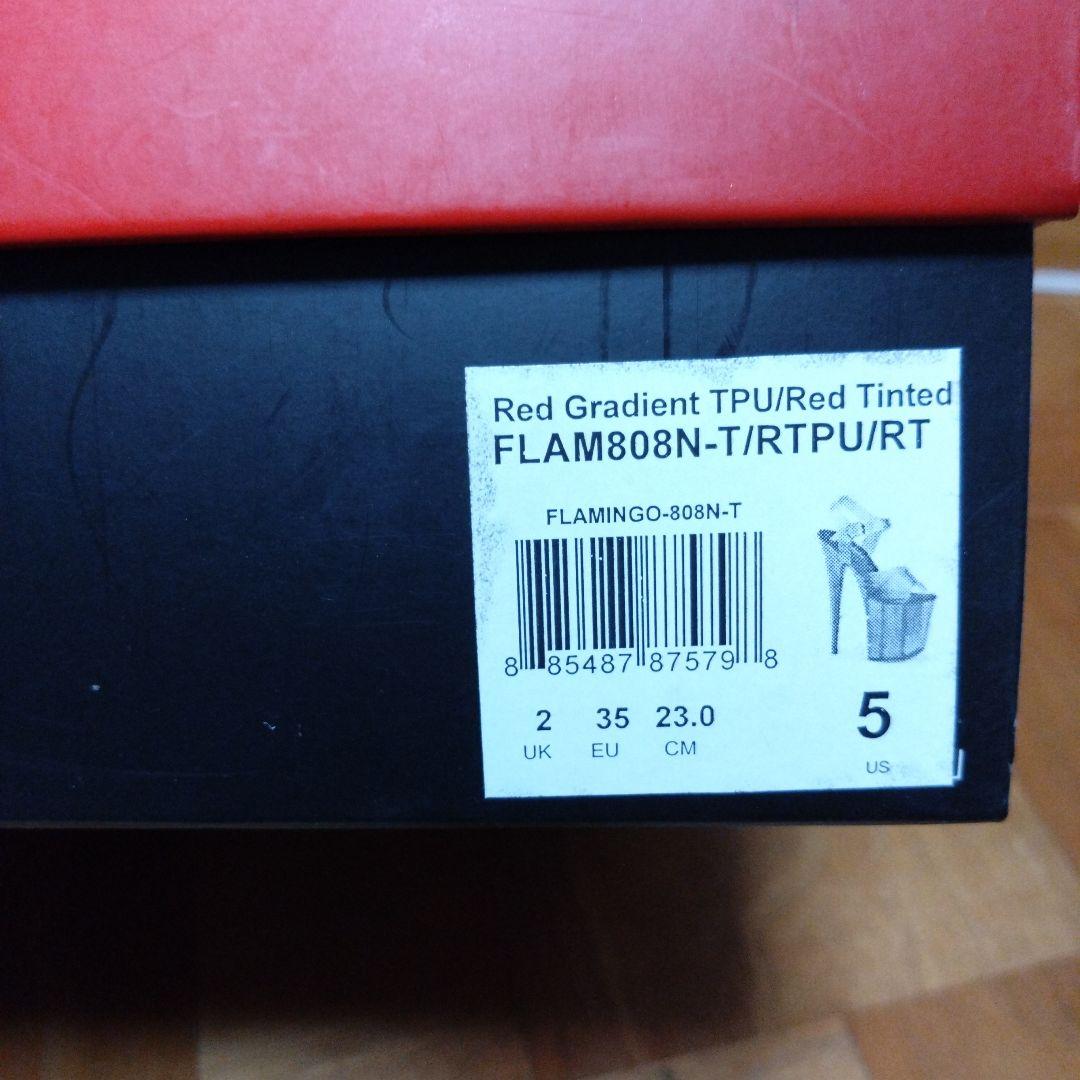 Red Gradient TPU/Red Tinted
FLAM808N-T/RTPU/RT
FLAMINGO-808N-T
8 85487 87579 8
2 35 23.0 5
UK EU CM US